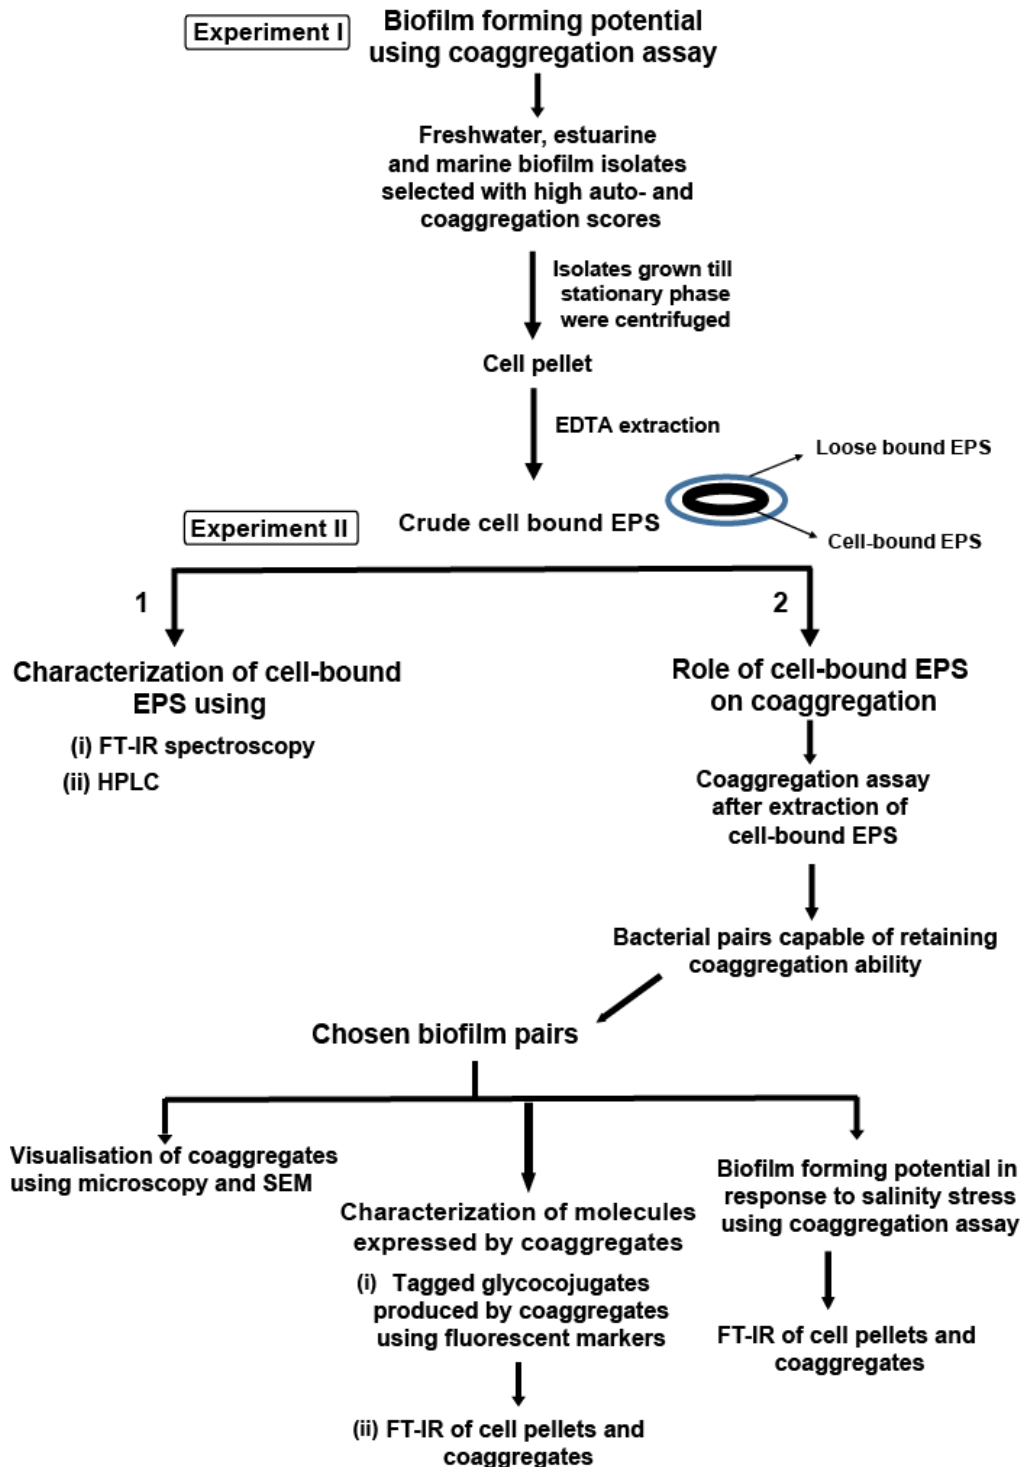 Experiment I
Biofilm forming potential
using coaggregation assay
Freshwater, estuarine
and marine biofilm isolates
selected with high auto- and
coaggregation scores
Isolates grown till
stationary phase
were centrifuged
Cell pellet
EDTA extraction
Loose bound EPS
Experiment II
Crude cell bound EPS
Cell-bound EPS
1
2
Characterization of cell-bound
EPS using
(i) FT-IR spectroscopy
(ii) HPLC
Role of cell-bound EPS
on coaggregation
Coaggregation assay
after extraction of
cell-bound EPS
Bacterial pairs capable of retaining
coaggregation ability
Chosen biofilm pairs
Visualisation of coaggregates
using microscopy and SEM
Characterization of molecules
expressed by coaggregates
(i) Tagged glycocojugates
produced by coaggregates
using fluorescent markers
(ii) FT-IR of cell pellets and
coaggregates
Biofilm forming potential in
response to salinity stress
using coaggregation assay
FT-IR of cell pellets and
coaggregates